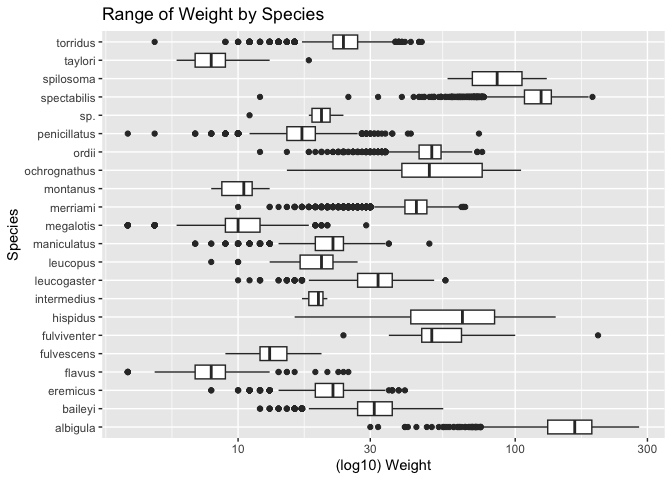 Range of Weight by Species
Species
torridus
taylori
spilosoma
spectabilis
sp.
penicillatus
ordii
ochrognathus
montanus
merriami
megalotis
maniculatus
leucopus
leucogaster
intermedius
hispidus
fulviventer
fulvescens
flavus
eremicus
baileyi
albigula
10 30 100 300
(log10) Weight